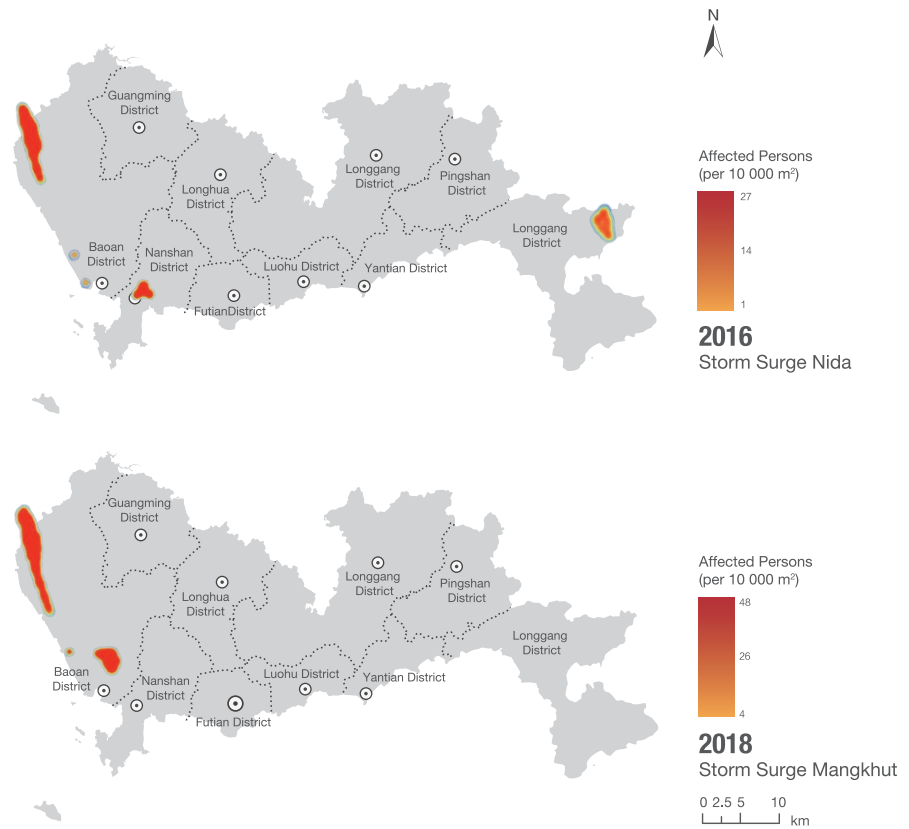 N
Guangming
District
Longhua
District
Longgang
District
Pingshan
District
Longgang
District
Baoan
District
Nanshan
District
Luohu District
Yantian District
FutianDistrict
Affected Persons
(per 10 000 m²)
27
14
1
2016
Storm Surge Nida
Guangming
District
Longhua
District
Longgang
District
Pingshan
District
Longgang
District
Baoan
District
Nanshan
District
Luohu District
Yantian District
Futian District
Affected Persons
(per 10 000 m²)
48
26
4
2018
Storm Surge Mangkhut
0 2.5 5 10
km